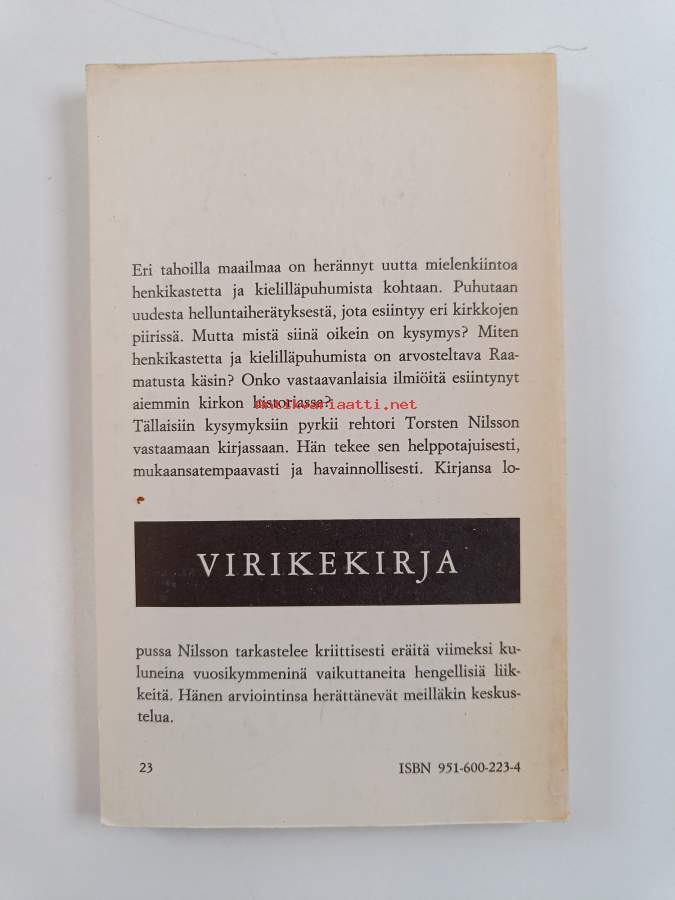 Eri tahoilla maailmaa on herännyt uutta mielenkiintoa
henkikastetta ja kielilläpuhumista kohtaan. Puhutaan
uudesta helluntaiherätyksestä, jota esiintyy eri kirkkojen
piirissä. Mutta mistä siinä oikein on kysymys? Miten
henkikastetta ja kielilläpuhumista on arvosteltava Raa-
matusta käsin? Onko vastaavanlaisia ilmiöitä esiintynyt
aiemmin kirkon historiassa?
antikvariaatti.net
Tällaisiin kysymyksiin pyrkii rehtori Torsten Nilsson
vastaamaan kirjassaan. Hän tekee sen helppotajuisesti,
mukaansatempaavasti ja havainnollisesti. Kirjansa lo-
VIRIKEKIRJA
pussa Nilsson tarkastelee kriittisesti eräitä viimeksi ku-
luneina vuosikymmeninä vaikuttaneita hengellisiä liik-
keitä. Hänen arviointinsa herättänevät meilläkin keskus-
telua.
23 ISBN 951-600-223-4